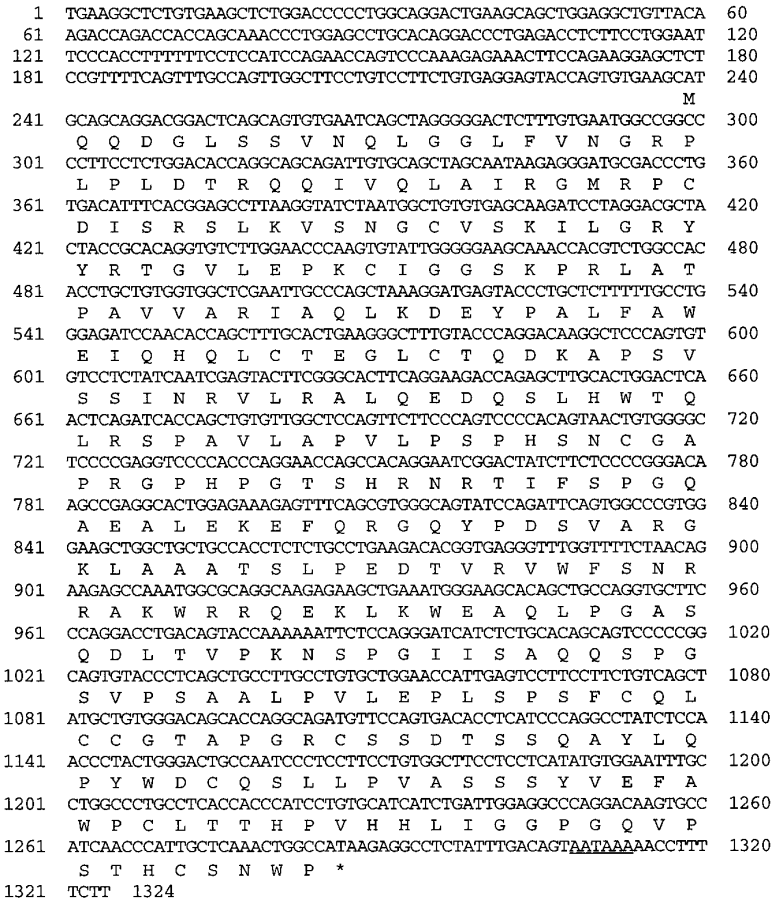 1 TGAAGGCTCTGTGAAGCTCTGGACCCCCTGGCAGGACTGAAGCAGCTGGAGGCTGTTACA 60
61 AGACCAGACCACCAGCAAACCCTGGAGCCTGCACAGGACCCTGAGACCTCTTCCTGGAAT 120
121 TCCCACCTTTTTTCCTCCATCCAGAACCAGTCCCAAAGAGAAACTTCCAGAAGGAGCTCT 180
181 CCGTTTTCAGTTTGCCAGTTGGCTTCCTGTCCTTCTGTGAGGAGTACCAGTGTGAAGCAT 240
M
241 GCAGCAGGACGGACTCAGCAGTGTGAATCAGCTAGGGGGACTCTTTGTGAATGGCCGGCC 300
Q Q D G L S S V N Q L G G L F V N G R P
301 CCTTCCTCTGGACACCAGGCAGCAGATTGTGCAGCTAGCAATAAGAGGGATGCGACCCTG 360
L P L D T R Q Q I V Q L A I R G M R P C
361 TGACATTTCACGGAGCCTTAAGGTATCTAATGGCTGTGTGAGCAAGATCCTAGGACGCTA 420
D I S R S L K V S N G C V S K I L G R Y
421 CTACCGCACAGGTGTCTTGGAACCCAAGTGTATTGGGGGAAGCAAACCACGTCTGGCCAC 480
Y R T G V L E P K C I G G S K P R L A T
481 ACCTGCTGTGGTGGCTCGAATTGCCCAGCTAAAGGATGAGTACCCTGCTCTTTTTGCCTG 540
P A V V A R I A Q L K D E Y P A L F A W
541 GGAGATCCAACACCAGCTTTGCACTGAAGGGCTTTGTACCCAGGACAAGGCTCCCAGTGT 600
E I Q H Q L C T E G L C T Q D K A P S V
601 GTCCTCTATCAATCGAGTACTTCGGGCACTTCAGGAAGACCAGAGCTTGCACTGGACTCA 660
S S I N R V L R A L Q E D Q S L H W T Q
661 ACTCAGATCACCAGCTGTGTTGGCTCCAGTTCTTCCCAGTCCCCACAGTAACTGTGGGGC 720
L R S P A V L A P V L P S P H S N C G A
721 TCCCCGAGGTCCCCACCCAGGAACCAGCCACAGGAATCGGACTATCTTCTCCCCGGGACA 780
P R G P H P G T S H R N R T I F S P G Q
781 AGCCGAGGCACTGGAGAAAGAGTTTCAGCGTGGGCAGTATCCAGATTCAGTGGCCCGTGG 840
A E A L E K E F Q R G Q Y P D S V A R G
841 GAAGCTGGCTGCTGCCACCTCTCTGCCTGAAGACACGGTGAGGGTTTGGTTTTCTAACAG 900
K L A A A T S L P E D T V R V W F S N R
901 AAGAGCCAAATGGCGCAGGCAAGAGAAGCTGAAATGGGAAGCACAGCTGCCAGGTGCTTC 960
R A K W R R Q E K L K W E A Q L P G A S
961 CCAGGACCTGACAGTACCAAAAAATTCTCCAGGGATCATCTCTGCACAGCAGTCCCCCGG 1020
Q D L T V P K N S P G I I S A Q Q S P G
1021 CAGTGTACCCTCAGCTGCCTTGCCTGTGCTGGAACCATTGAGTCCTTCCTTCTGTCAGCT 1080
S V P S A A L P V L E P L S P S F C Q L
1081 ATGCTGTGGGACAGCACCAGGCAGATGTTCCAGTGACACCTCATCCCAGGCCTATCTCCA 1140
C C G T A P G R C S S D T S S Q A Y L Q
1141 ACCCTACTGGGACTGCCAATCCCTCCTTCCTGTGGCTTCCTCCTCATATGTGGAATTTGC 1200
P Y W D C Q S L L P V A S S S Y V E F A
1201 CTGGCCCTGCCTCACCACCCATCCTGTGCATCATCTGATTGGAGGCCCAGGACAAGTGCC 1260
W P C L T T H P V H H L I G G P G Q V P
1261 ATCAACCCATTGCTCAAACTGGCCATAAGAGGCCTCTATTTGACAGTAATAAAAACCTTT 1320
S T H C S N W P *
1321 TCTT 1324